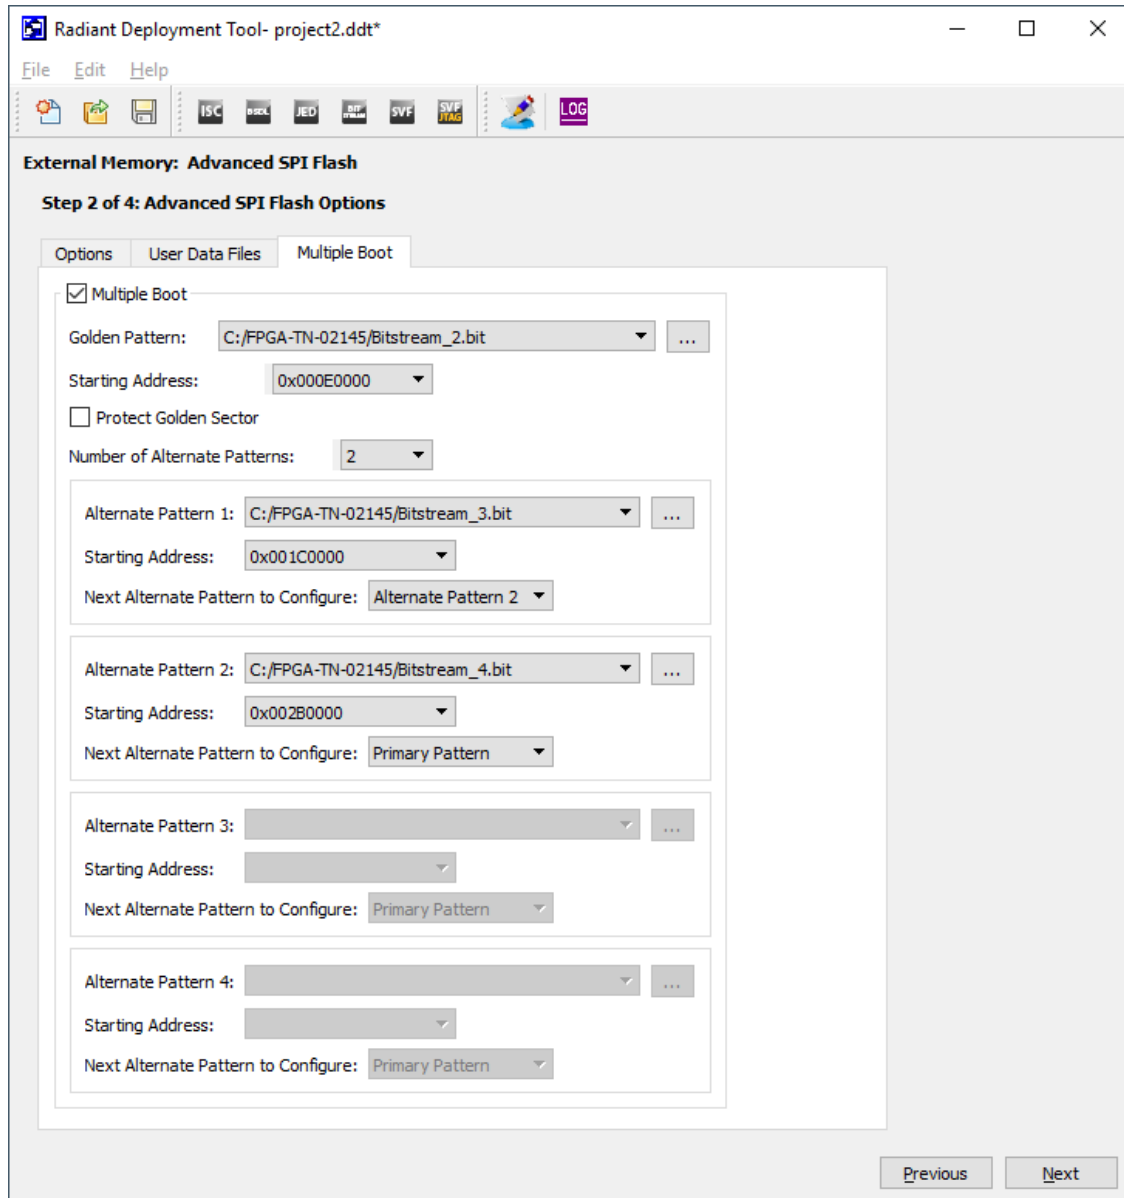 Radiant Deployment Tool- project2.ddt*
File Edit Help
ISC BSDL JED BIT STREAM SVF SVF JTAG LOG
External Memory: Advanced SPI Flash
Step 2 of 4: Advanced SPI Flash Options
Options User Data Files Multiple Boot
Multiple Boot
Golden Pattern: C:/FPGA-TN-02145/Bitstream_2.bit ...
Starting Address: 0x000E0000
Protect Golden Sector
Number of Alternate Patterns: 2
Alternate Pattern 1: C:/FPGA-TN-02145/Bitstream_3.bit ...
Starting Address: 0x001C0000
Next Alternate Pattern to Configure: Alternate Pattern 2
Alternate Pattern 2: C:/FPGA-TN-02145/Bitstream_4.bit ...
Starting Address: 0x002B0000
Next Alternate Pattern to Configure: Primary Pattern
Alternate Pattern 3: ...
Starting Address:
Next Alternate Pattern to Configure: Primary Pattern
Alternate Pattern 4: ...
Starting Address:
Next Alternate Pattern to Configure: Primary Pattern
Previous Next